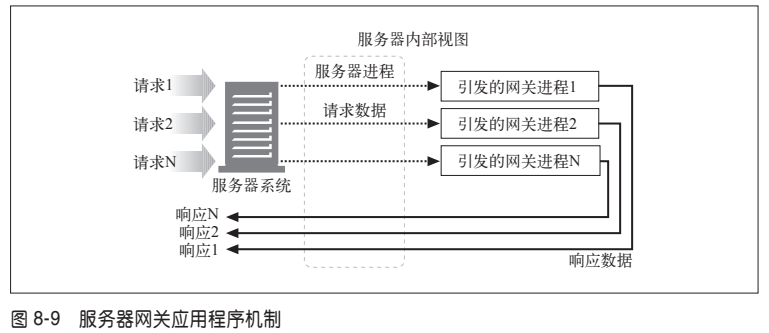 服务器内部视图
服务器进程
请求1
引发的网关进程1
请求数据
请求2
引发的网关进程2
请求N
引发的网关进程N
服务器系统
响应N
响应2
响应1
响应数据
图 8-9 服务器网关应用程序机制